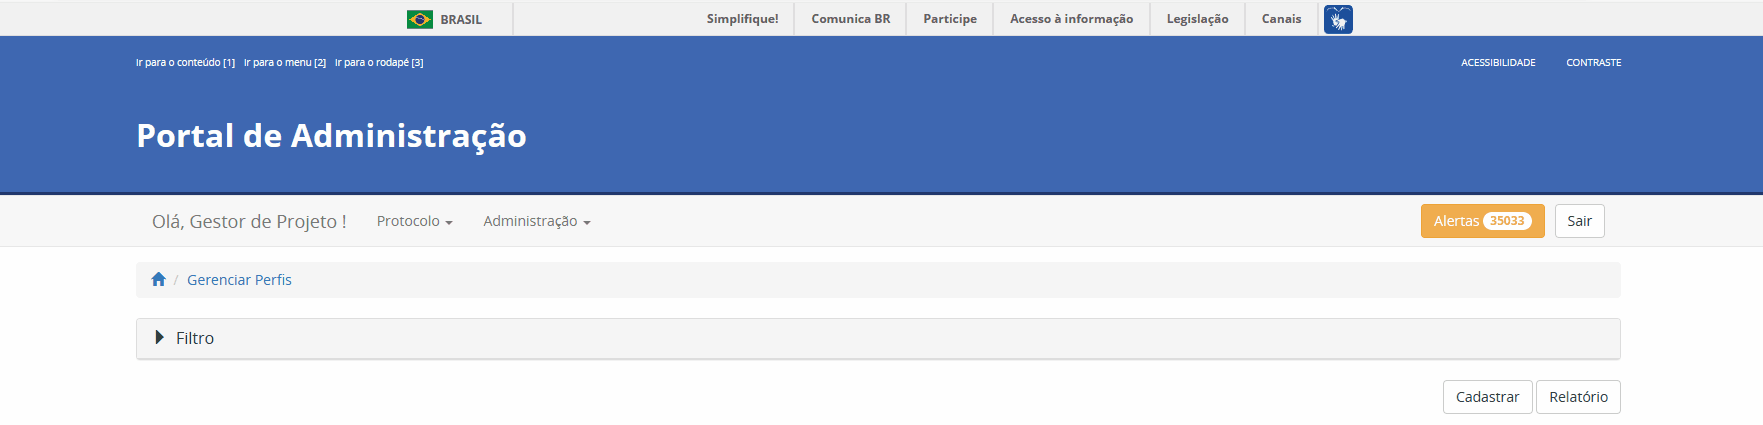 BRASIL Simplifique! Comunica BR Participe Acesso à informação Legislação Canais
Ir para o conteúdo [1] Ir para o menu [2] Ir para o rodapé [3] ACESSIBILIDADE CONTRASTE
Portal de Administração
Olá, Gestor de Projeto ! Protocolo Administração Alertas 35033 Sair
/ Gerenciar Perfis
Filtro
Cadastrar Relatório